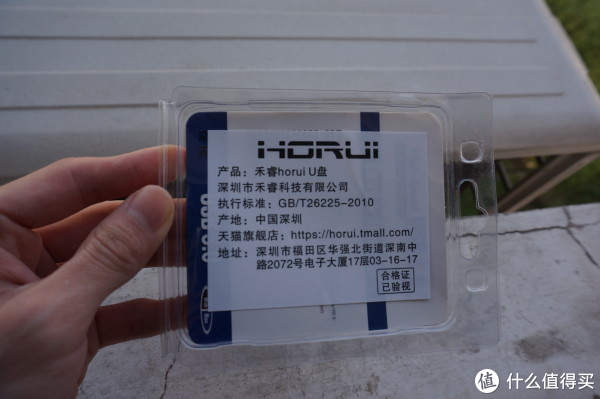 HORUI
产品：禾睿horui U盘
深圳市禾睿科技有限公司
执行标准：GB/T26225-2010
产地：中国深圳
天猫旗舰店：https://horui.tmall.com/
地址：深圳市福田区华强北街道深南中
路2072号电子大厦17层03-16-17
合格证
已验视
值 什么值得买